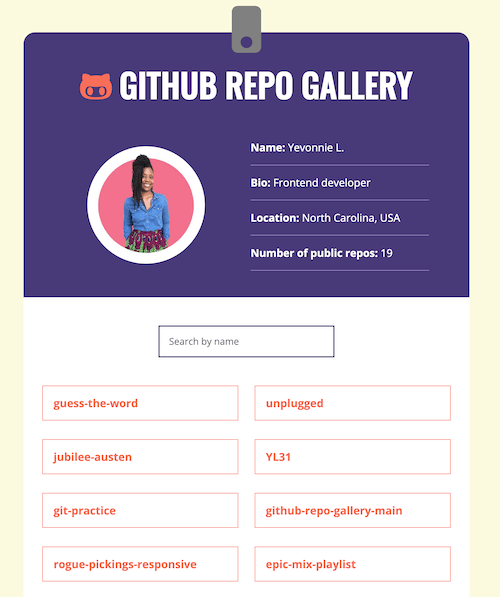 GITHUB REPO GALLERY
Name: Yevonnie L.
Bio: Frontend developer
Location: North Carolina, USA
Number of public repos: 19
Search by name
guess-the-word
unplugged
jubilee-austen
YL31
git-practice
github-repo-gallery-main
rogue-pickings-responsive
epic-mix-playlist